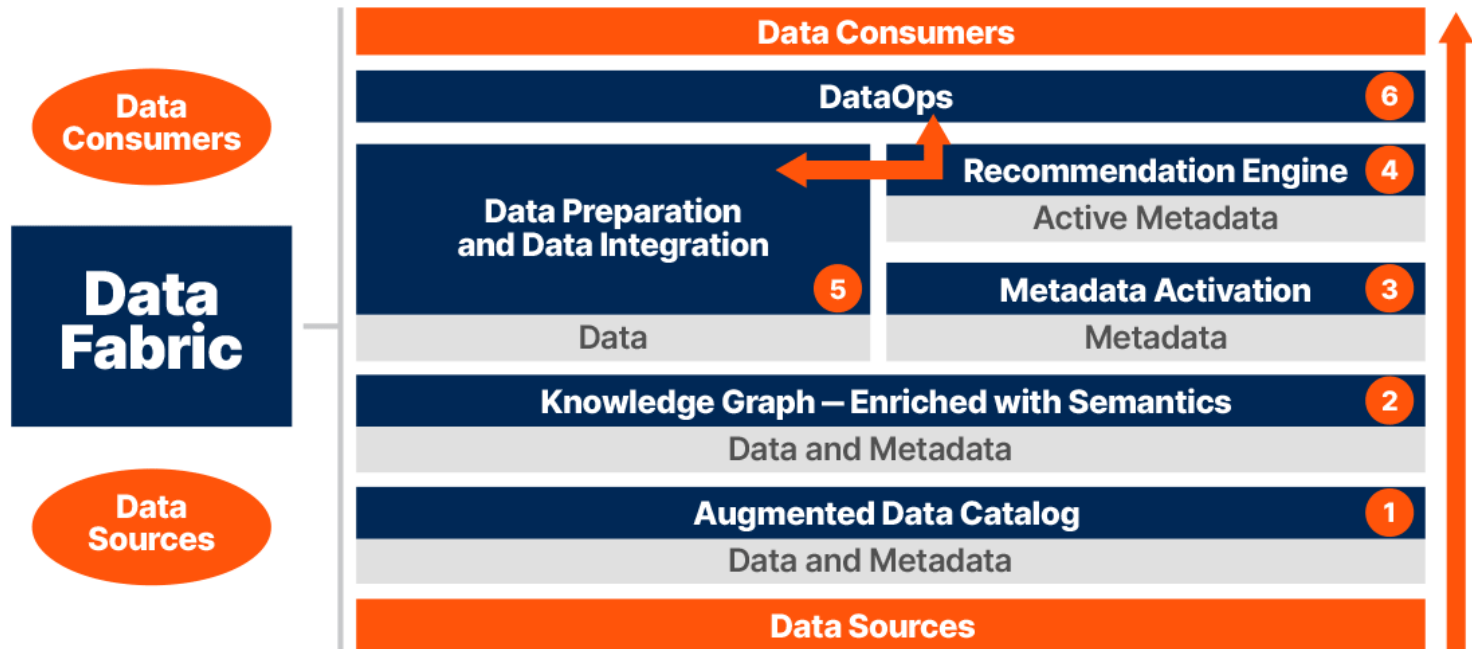 Data
Consumers
Data
Fabric
Data
Sources
Data Consumers
DataOps
6
Data Preparation
and Data Integration
5
Data
Recommendation Engine
4
Active Metadata
Metadata Activation
3
Metadata
Knowledge Graph – Enriched with Semantics
2
Data and Metadata
Augmented Data Catalog
1
Data and Metadata
Data Sources